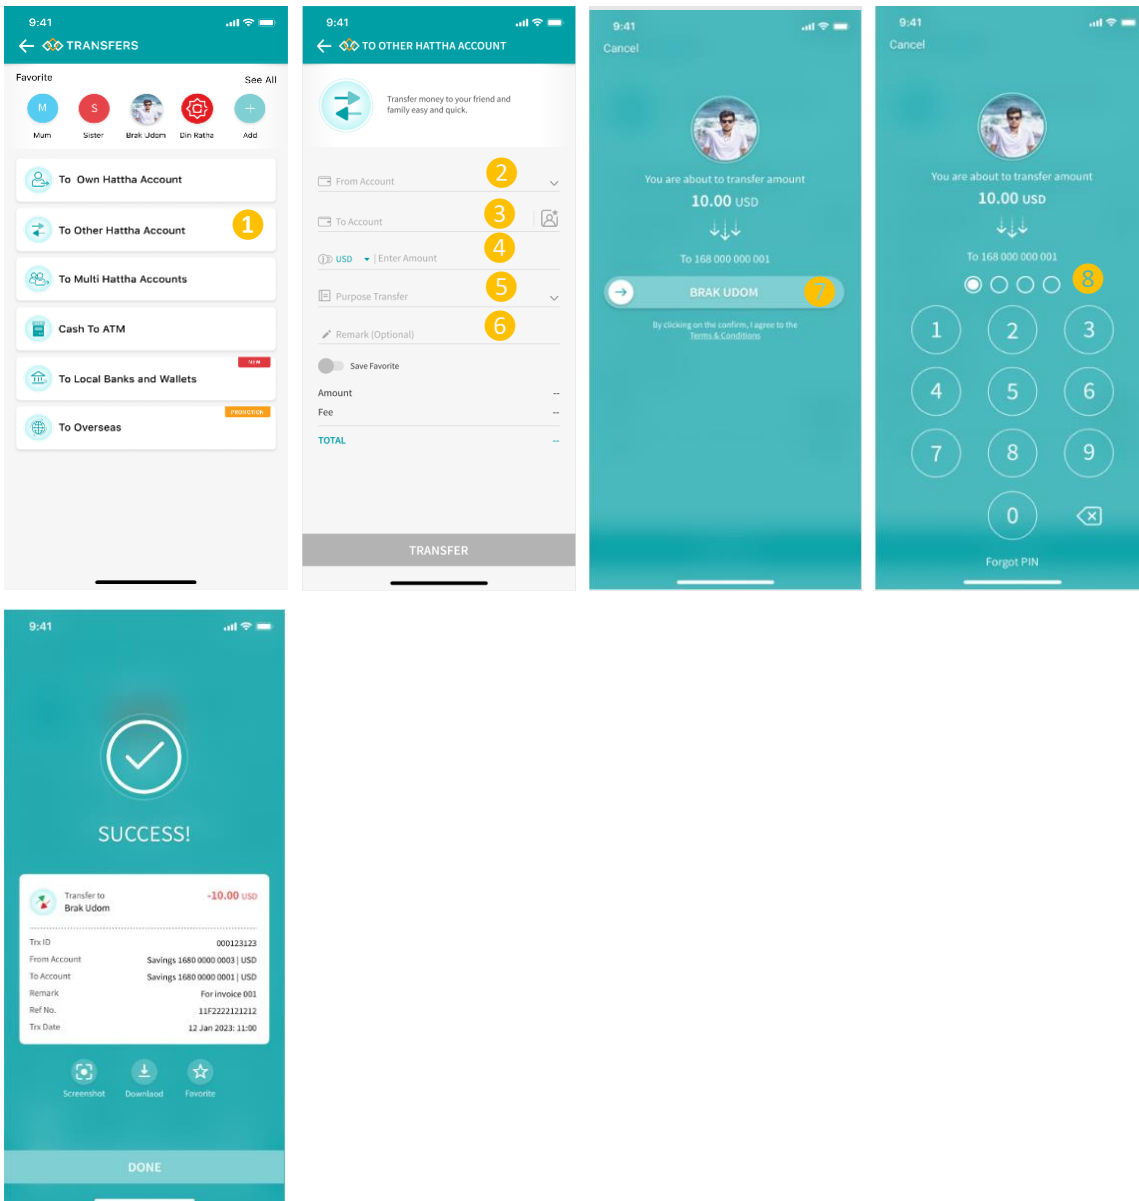 9:41
TRANSFERS
Favorite
See All
M
S
Mum
Sister
Brak Udom
Din Ratha
Add
To Own Hattha Account
To Other Hattha Account
1
To Multi Hattha Accounts
Cash To ATM
NEW
To Local Banks and Wallets
PROMOTION
To Overseas
9:41
TO OTHER HATTHA ACCOUNT
Transfer money to your friend and
family easy and quick.
From Account
2
To Account
3
USD | Enter Amount
4
Purpose Transfer
5
Remark (Optional)
6
Save Favorite
Amount --
Fee --
TOTAL --
TRANSFER
9:41
Cancel
You are about to transfer amount
10.00 USD
To 168 000 000 001
BRAK UDOM
7
By clicking on the confirm, I agree to the
Terms & Conditions
9:41
Cancel
You are about to transfer amount
10.00 USD
To 168 000 000 001
8
1 2 3
4 5 6
7 8 9
0
Forgot PIN
9:41
SUCCESS!
Transfer to
Brak Udom
-10.00 USD
Trx ID 000123123
From Account Savings 1680 0000 0003 | USD
To Account Savings 1680 0000 0001 | USD
Remark For invoice 001
Ref No. 11F2222121212
Trx Date 12 Jan 2023: 11:00
Screenshot Downlaod Favorite
DONE